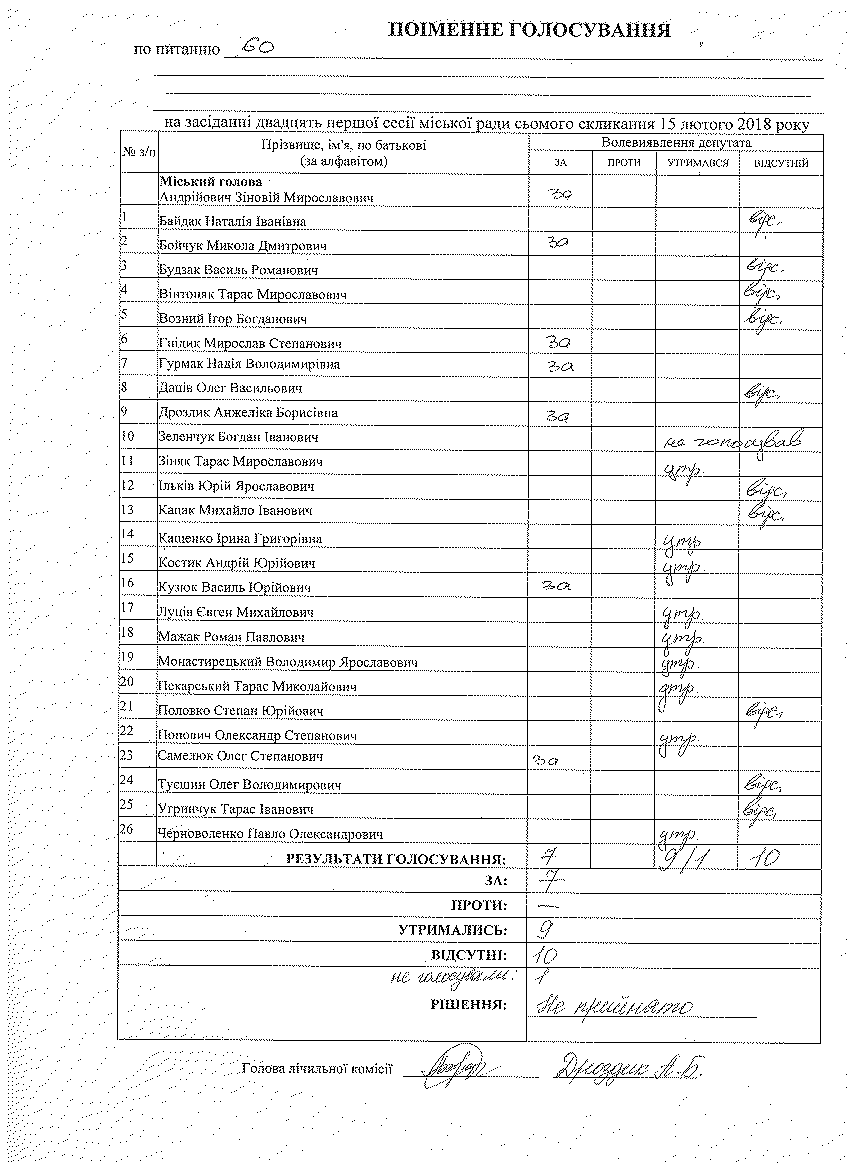 ПОІМЕННЕ ГОЛОСУВАННЯ
по питанню 60
на засіданні двадцять першої сесії міської ради сьомого скликання 15 лютого 2018 року
№ з/п Прізвище, ім'я, по батькові (за алфавітом) Волевиявлення депутата
ЗА ПРОТИ УТРИМАВСЯ ВІДСУТНІЙ
Міський голова
Андрійович Зіновій Мирославович за
1 Байдак Наталія Іванівна відс.
2 Бойчук Микола Дмитрович за
3 Будзак Василь Романович відс.
4 Вінтоняк Тарас Мирославович відс.
5 Возний Ігор Богданович відс.
6 Гнідик Мирослав Степанович за
7 Гурмак Надія Володимирівна за
8 Даців Олег Васильович відс.
9 Дроздик Анжеліка Борисівна за
10 Зеленчук Богдан Іванович не голосував
11 Зіняк Тарас Мирославович утр.
12 Ільків Юрій Ярославович відс.
13 Капак Михайло Іванович відс.
14 Кащенко Ірина Григорівна утр
15 Костик Андрій Юрійович утр.
16 Кузюк Василь Юрійович за
17 Луців Євген Михайлович утр.
18 Мажак Роман Павлович утр.
19 Монастирецький Володимир Ярославович утр.
20 Пекарський Тарас Миколайович утр.
21 Половко Степан Юрійович відс.
22 Попович Олександр Степанович утр.
23 Самелюк Олег Степанович за
24 Туєшин Олег Володимирович відс.
25 Угринчук Тарас Іванович відс.
26 Черноволенко Павло Олександрович утр.
РЕЗУЛЬТАТИ ГОЛОСУВАННЯ: 7 9/1 10
ЗА: 7
ПРОТИ: —
УТРИМАЛИСЬ: 9
ВІДСУТНІ: 10
не голосували: 1
РІШЕННЯ: Не прийнято
Голова лічильної комісії Дроздик А.Б.